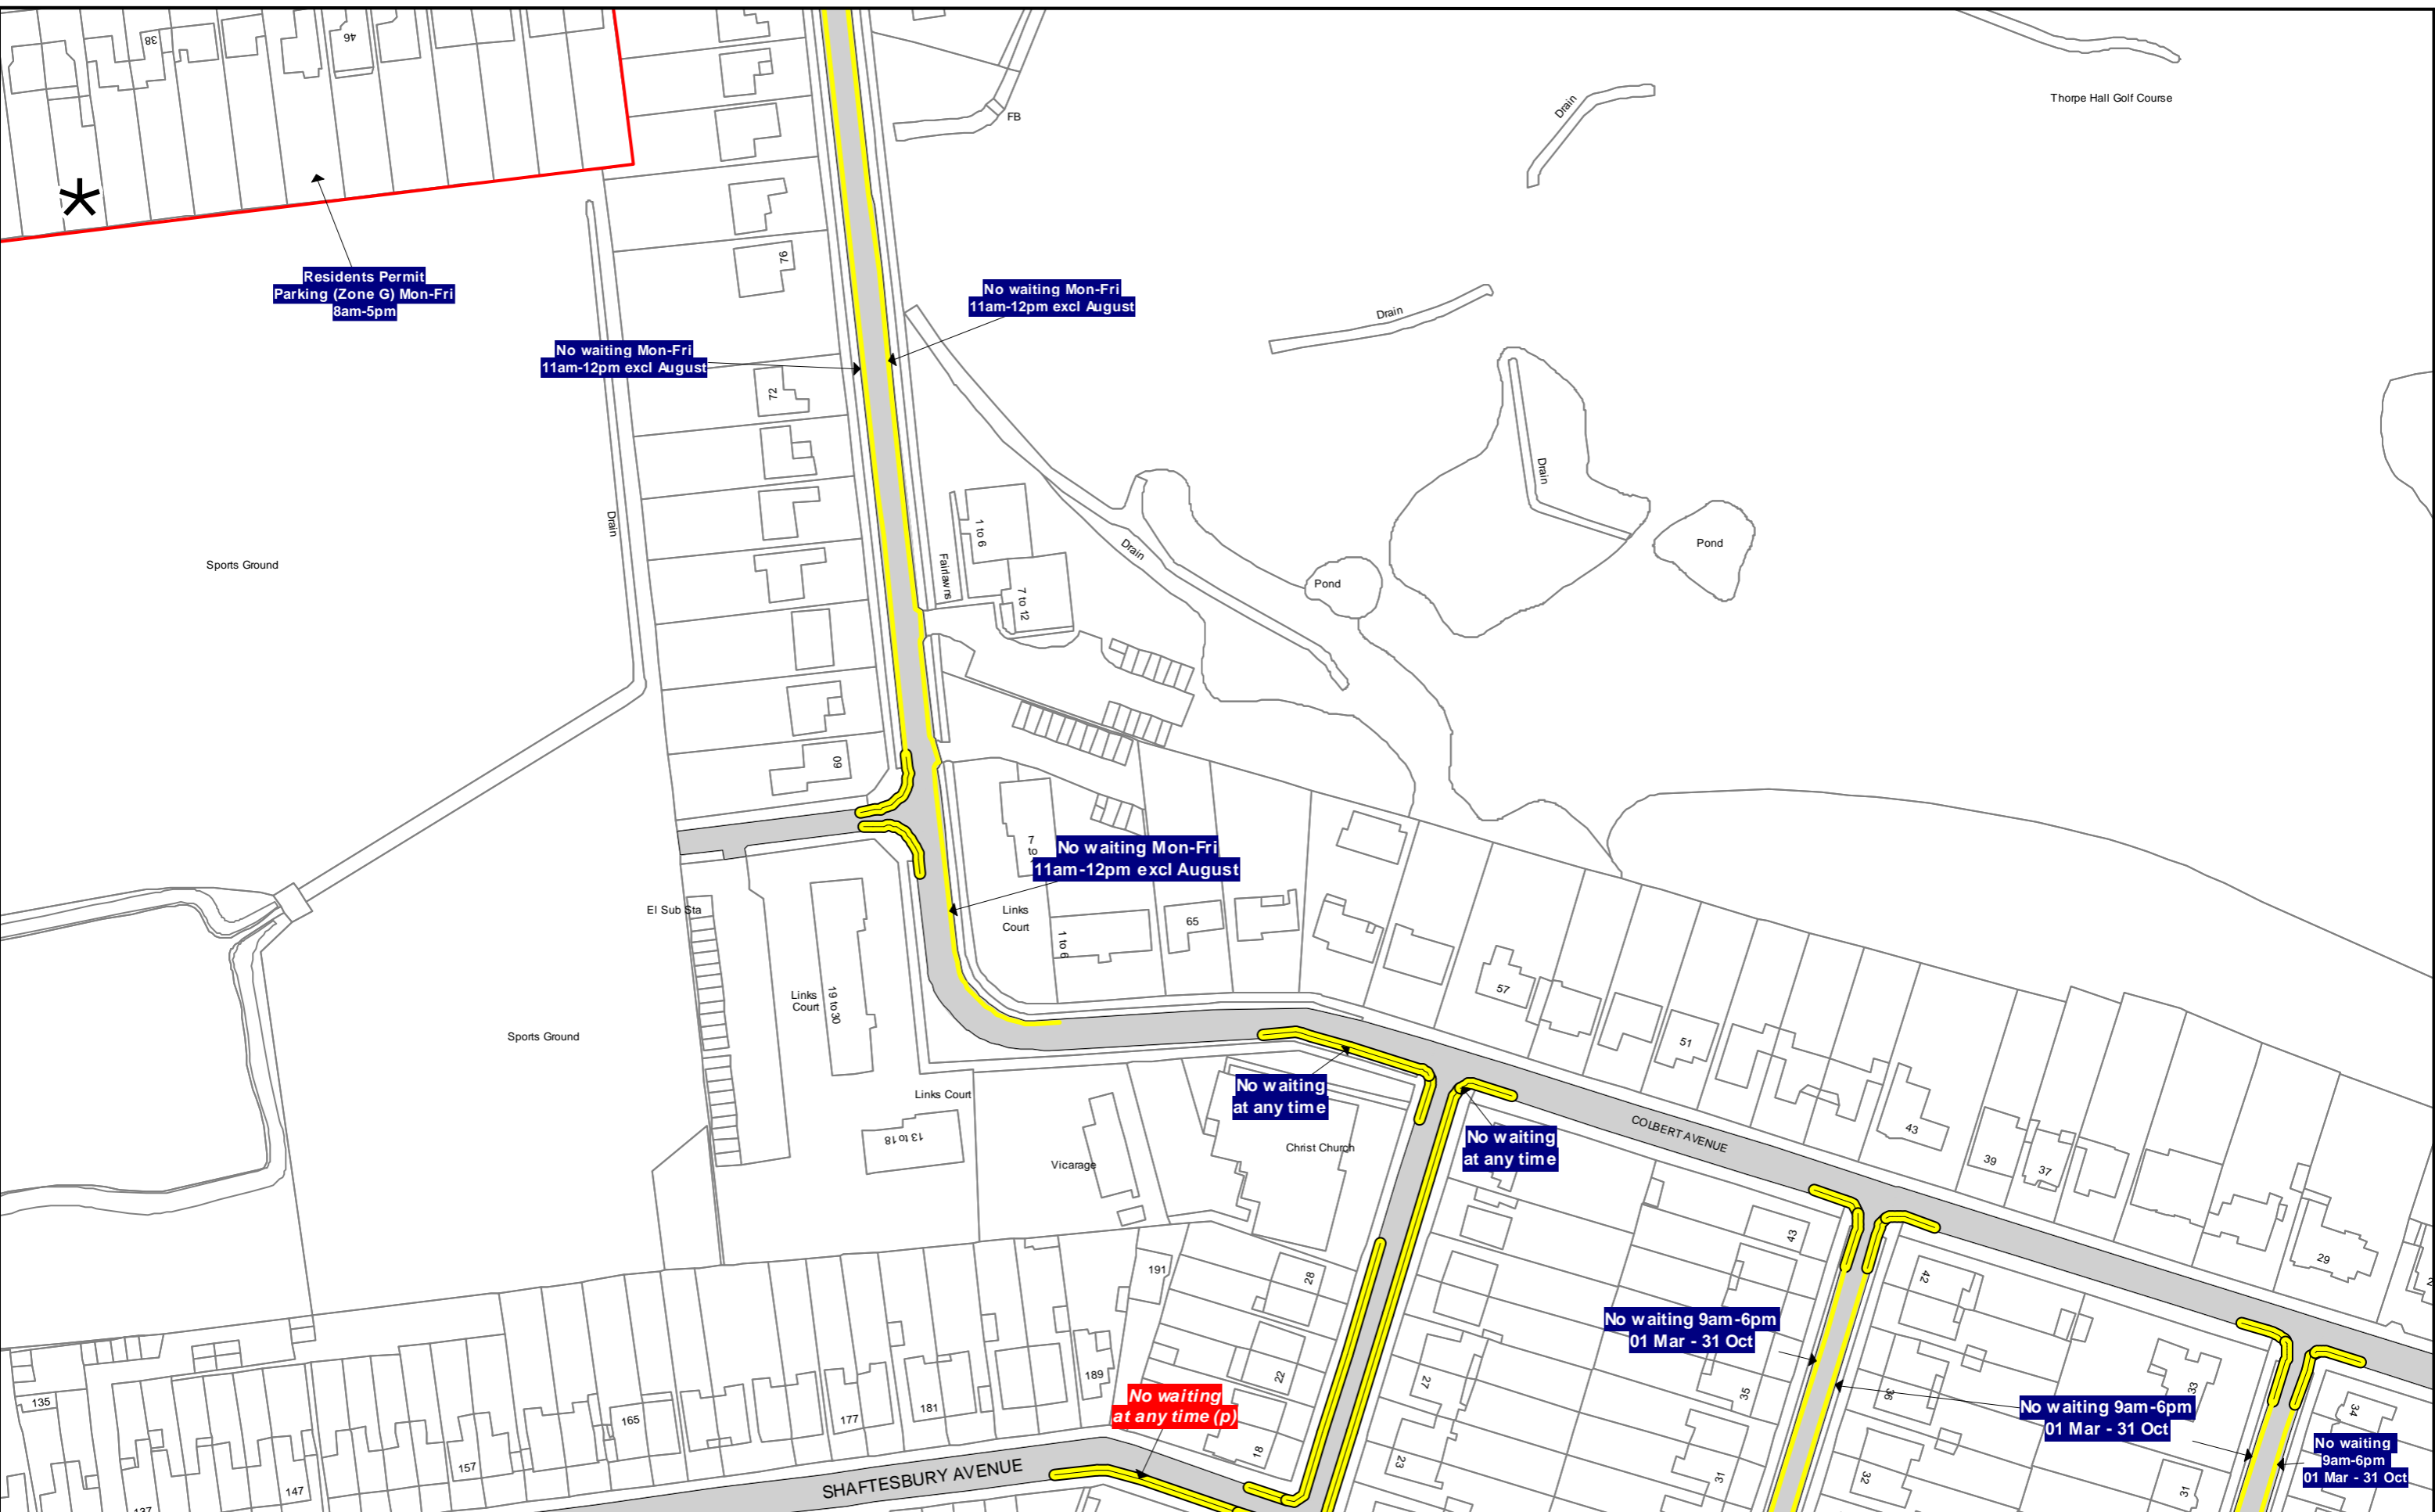 38
46
Thorpe Hall Golf Course
Drain
FB
76
Residents Permit
Parking (Zone G) Mon-Fri
8am-5pm
No waiting Mon-Fri
11am-12pm excl August
Drain
No waiting Mon-Fri
11am-12pm excl August
72
Drain
Drain
1 to 6
Drain
Pond
Sports Ground
Fairlawns
7 to 12
Pond
60
7
to
No waiting Mon-Fri
11am-12pm excl August
El Sub Sta
Links
Court
65
1 to 6
Links
Court
19 to 30
57
Sports Ground
51
No waiting
at any time
Links Court
13 to 18
COLBERT AVENUE
43
Christ Church
No waiting
at any time
Vicarage
39
37
43
29
191
28
42
No waiting 9am-6pm
01 Mar - 31 Oct
189
22
27
35
36
33
135
165
177
181
No waiting
at any time (p)
No waiting 9am-6pm
01 Mar - 31 Oct
34
18
No waiting
9am-6pm
01 Mar - 31 Oct
157
23
31
32
31
147
SHAFTESBURY AVENUE
137